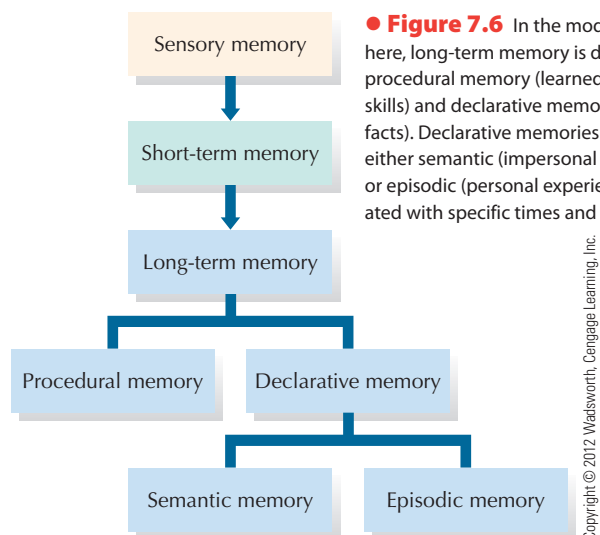 Sensory memory
Short-term memory
Long-term memory
Procedural memory
Declarative memory
Semantic memory
Episodic memory
● Figure 7.6 In the mod
here, long-term memory is d
procedural memory (learned
skills) and declarative memo
facts). Declarative memories
either semantic (impersonal
or episodic (personal experie
ated with specific times and
Copyright © 2012 Wadsworth, Cengage Learning, Inc.